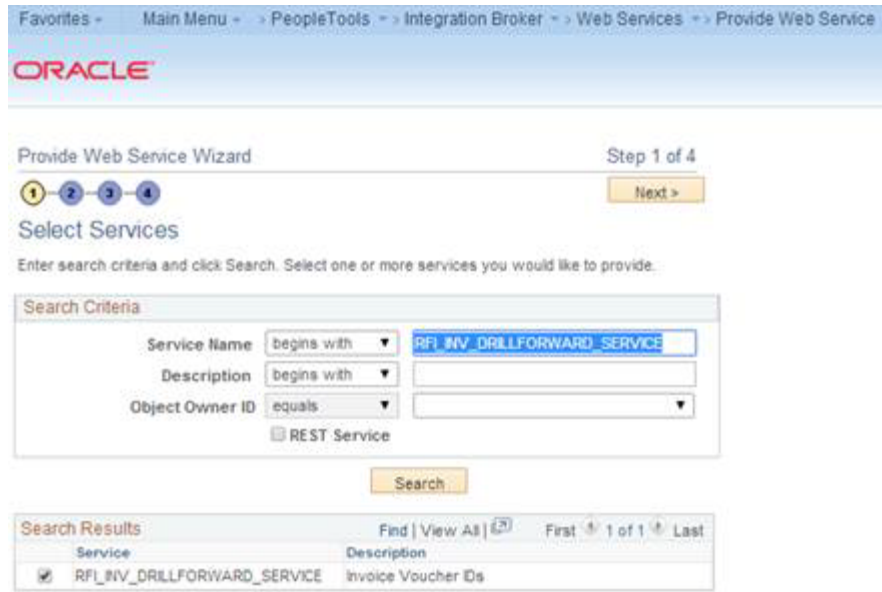 Favorites Main Menu > PeopleTools > Integration Broker > Web Services > Provide Web Service
ORACLE
Provide Web Service Wizard Step 1 of 4
1 2 3 4 Next >
Select Services
Enter search criteria and click Search. Select one or more services you would like to provide.
Search Criteria
Service Name begins with RFI_INV_DRILLFORWARD_SERVICE
Description begins with
Object Owner ID equals
REST Service
Search
Search Results Find | View All | First 1 of 1 Last
Service Description
RFI_INV_DRILLFORWARD_SERVICE Invoice Voucher IDs